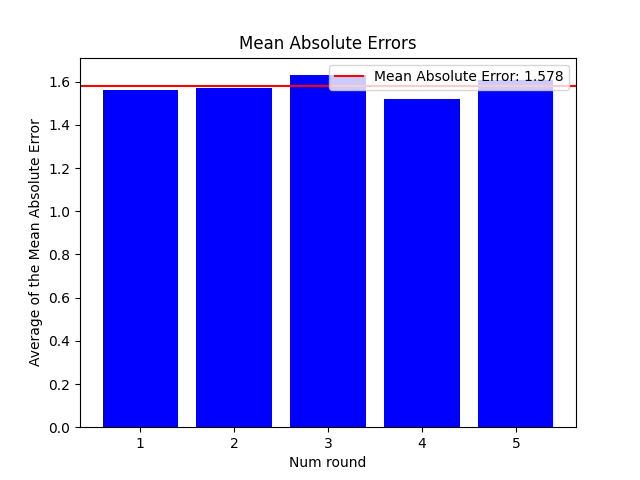 Mean Absolute Errors
Mean Absolute Error: 1.578
Average of the Mean Absolute Error
1.6
1.4
1.2
1.0
0.8
0.6
0.4
0.2
0.0
1 2 3 4 5
Num round